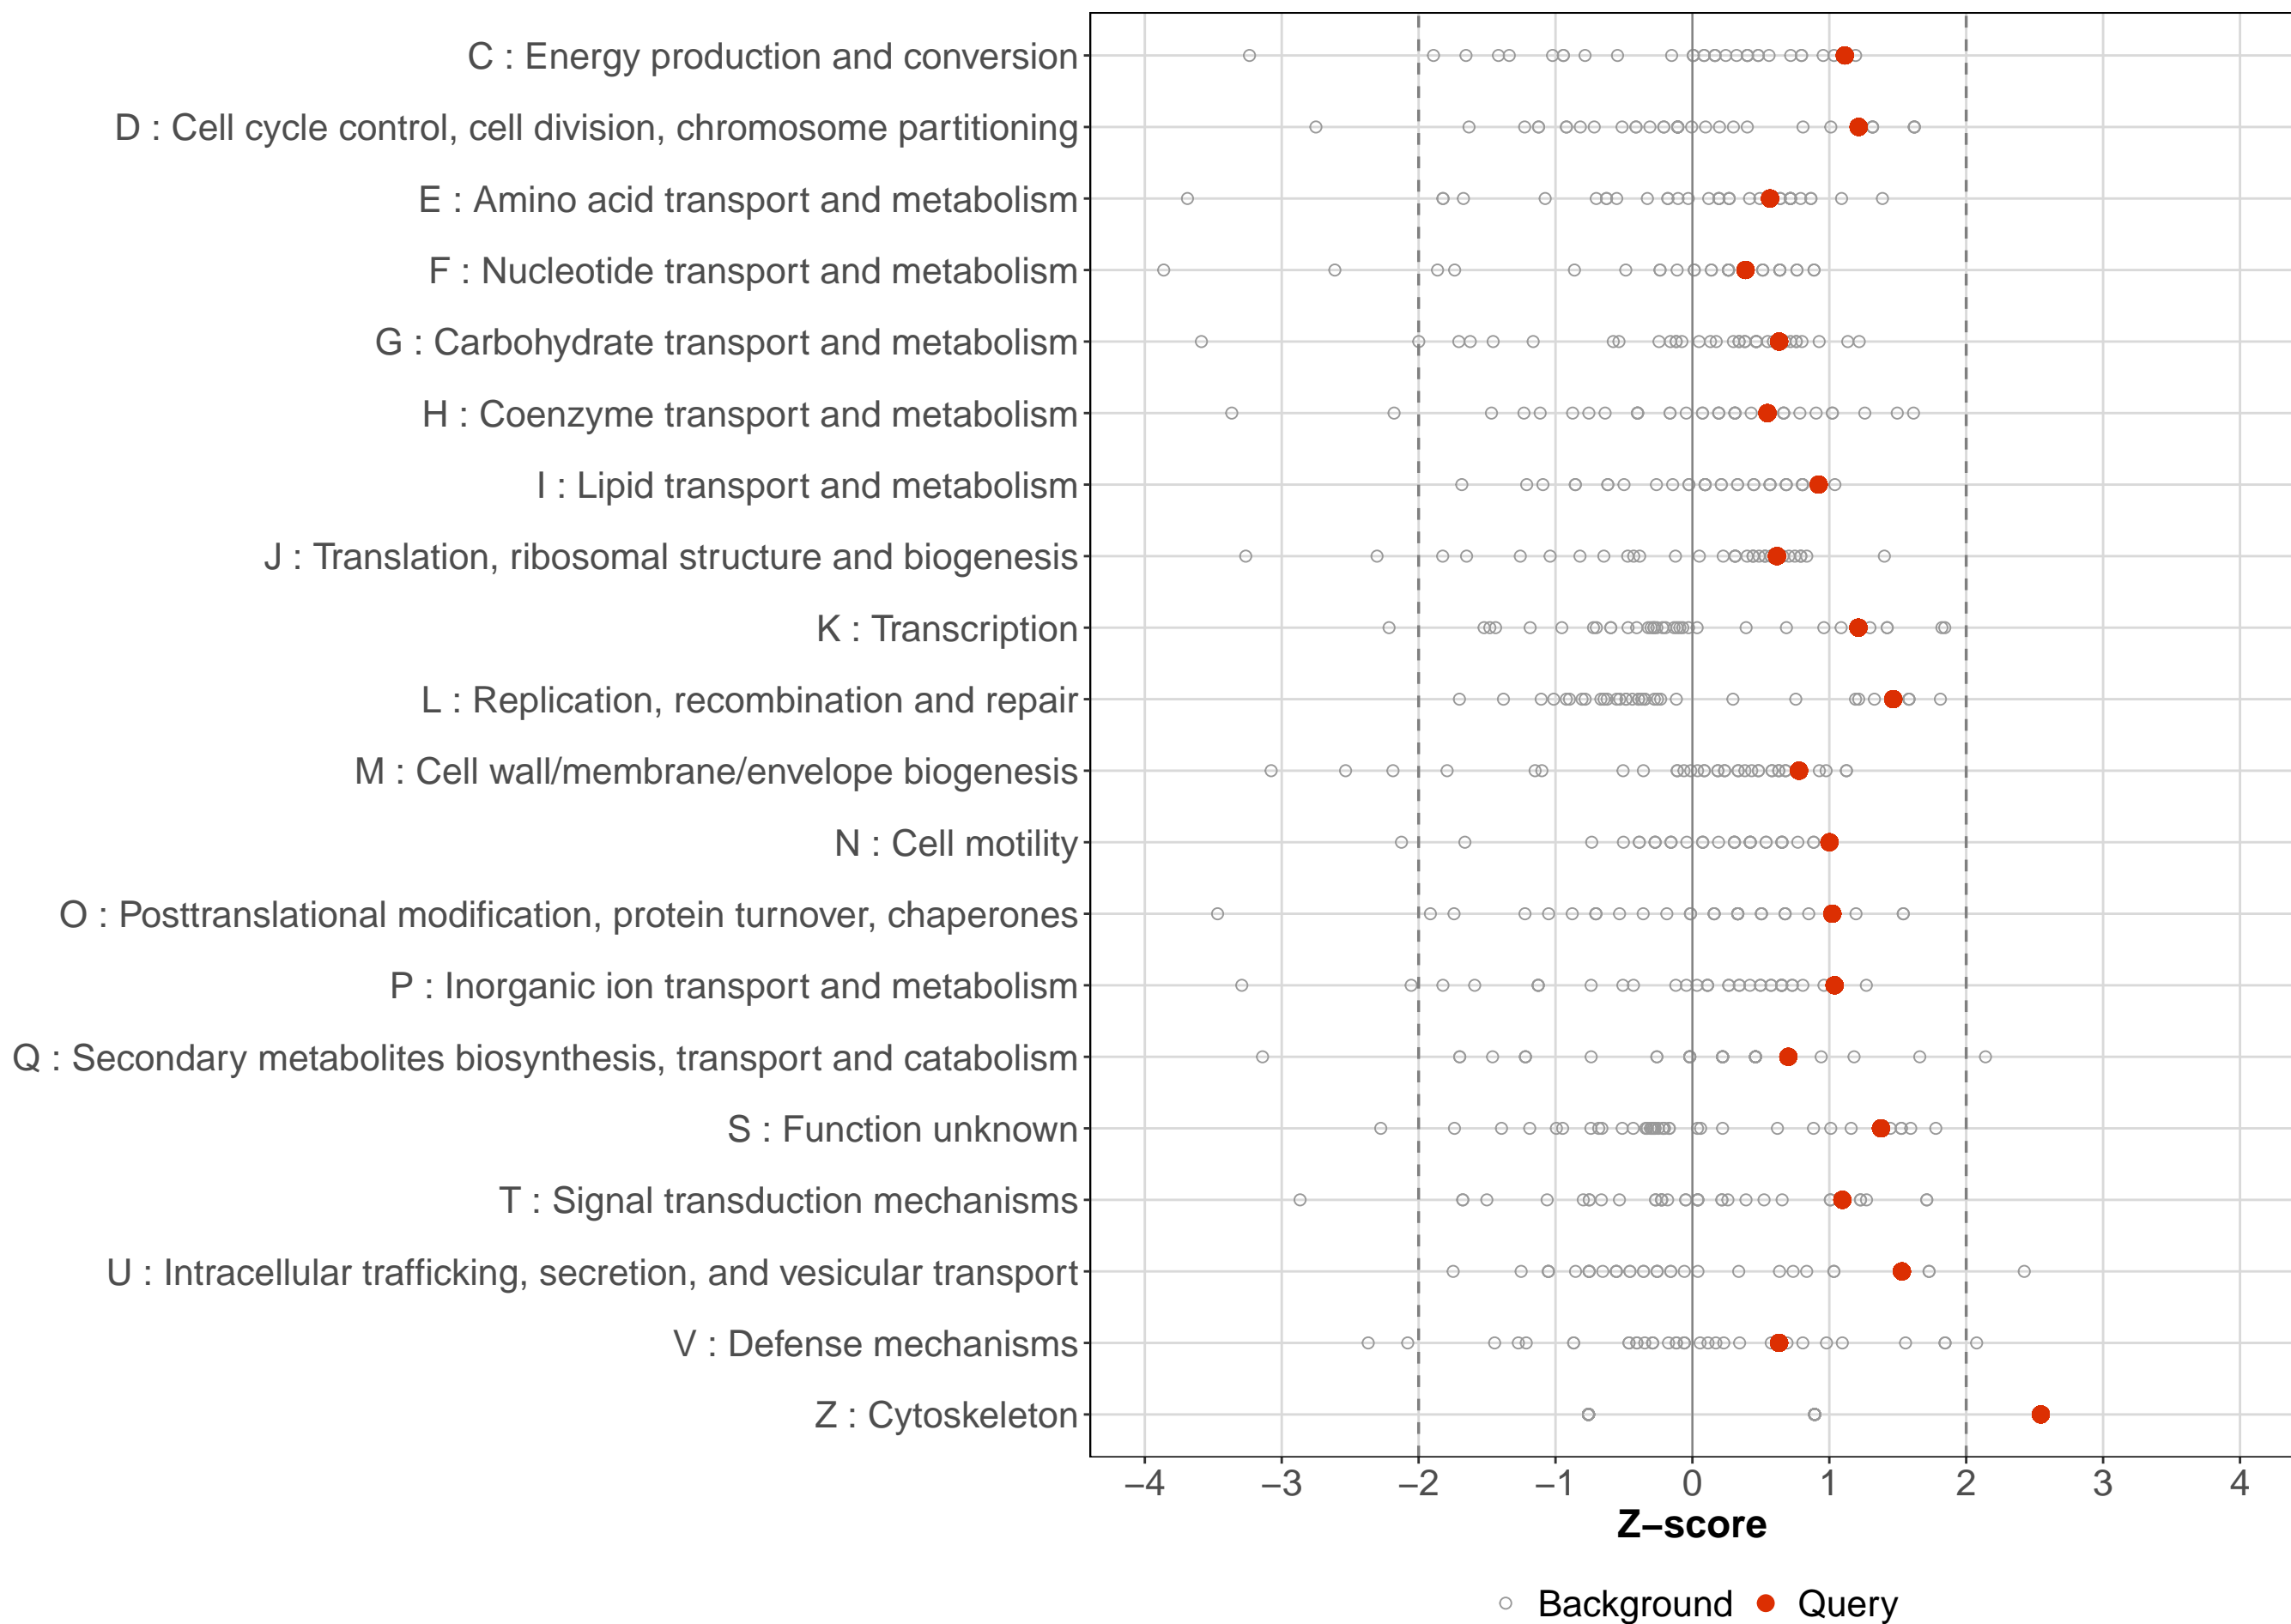 C : Energy production and conversion
D : Cell cycle control, cell division, chromosome partitioning
E : Amino acid transport and metabolism
F : Nucleotide transport and metabolism
G : Carbohydrate transport and metabolism
H : Coenzyme transport and metabolism
I : Lipid transport and metabolism
J : Translation, ribosomal structure and biogenesis
K : Transcription
L : Replication, recombination and repair
M : Cell wall/membrane/envelope biogenesis
N : Cell motility
O : Posttranslational modification, protein turnover, chaperones
P : Inorganic ion transport and metabolism
Q : Secondary metabolites biosynthesis, transport and catabolism
S : Function unknown
T : Signal transduction mechanisms
U : Intracellular trafficking, secretion, and vesicular transport
V : Defense mechanisms
Z : Cytoskeleton
−4 −3 −2 −1 0 1 2 3 4
Z−score
Background Query